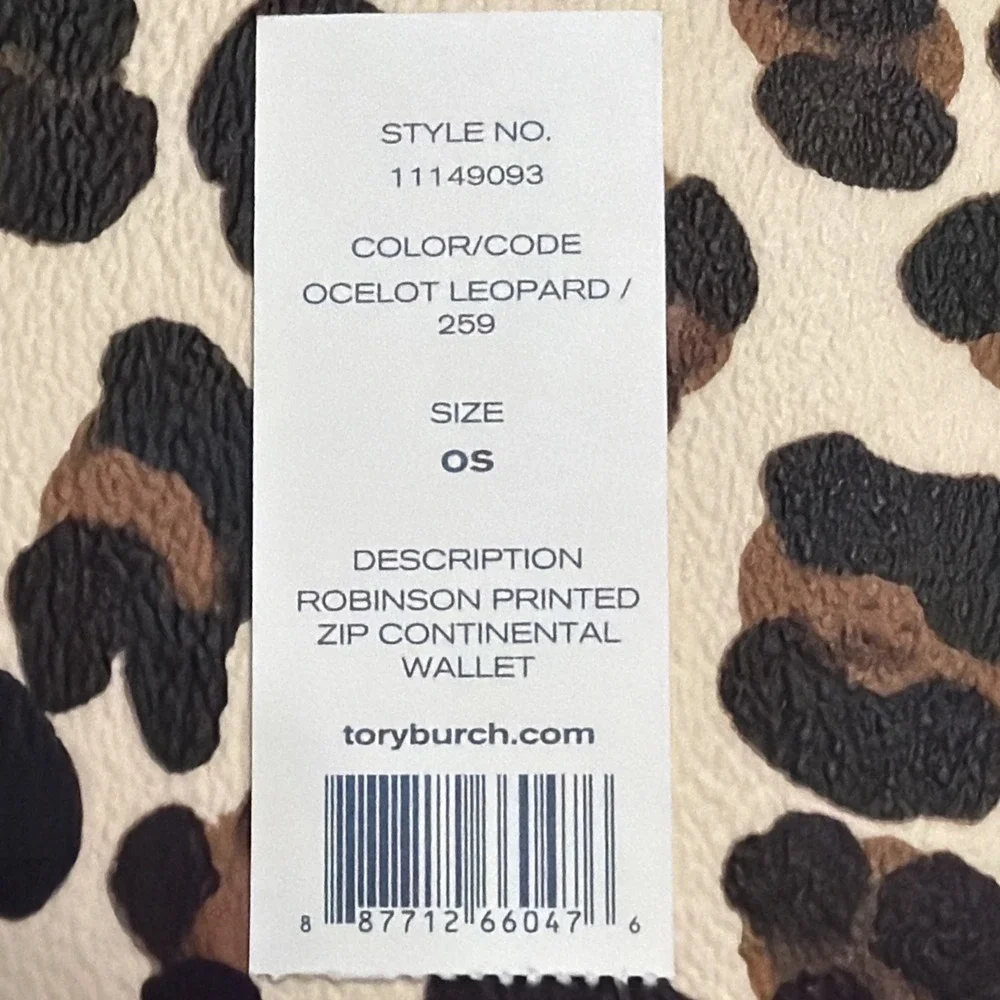 STYLE NO.
11149093
COLOR/CODE
OCELOT LEOPARD /
259
SIZE
OS
DESCRIPTION
ROBINSON PRINTED
ZIP CONTINENTAL
WALLET
toryburch.com
8 87712 66047 6